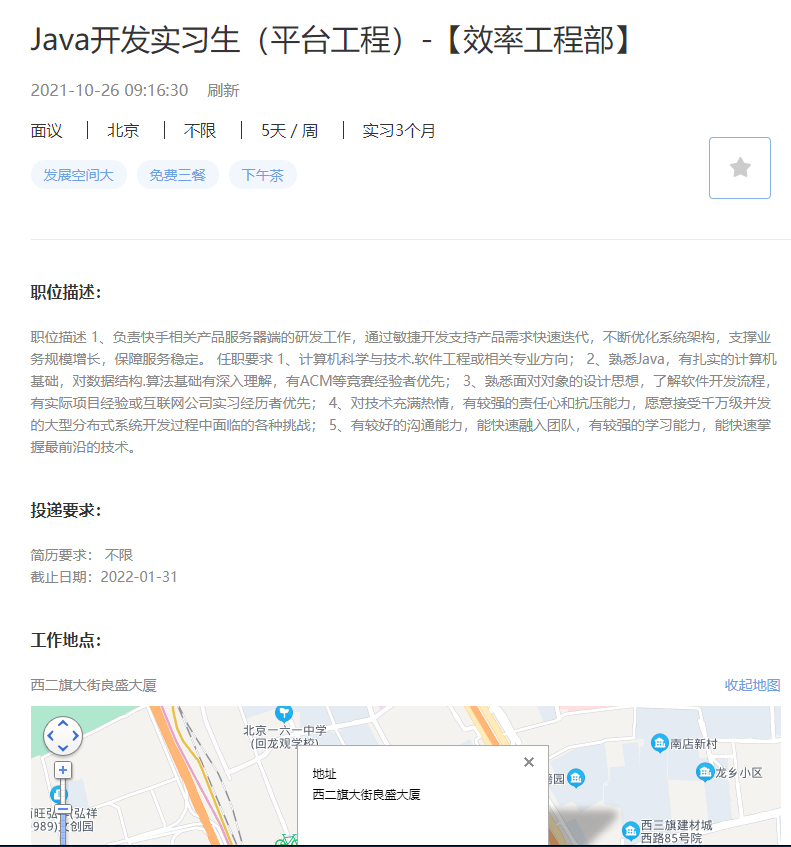 Java开发实习生（平台工程）-【效率工程部】
2021-10-26 09:16:30 刷新
面议 | 北京 | 不限 | 5天 / 周 | 实习3个月
发展空间大 免费三餐 下午茶
职位描述：
职位描述 1、负责快手相关产品服务器端的研发工作，通过敏捷开发支持产品需求快速迭代，不断优化系统架构，支撑业
务规模增长，保障服务稳定。 任职要求 1、计算机科学与技术.软件工程或相关专业方向； 2、熟悉Java，有扎实的计算机
基础，对数据结构.算法基础有深入理解，有ACM等竞赛经验者优先； 3、熟悉面对对象的设计思想，了解软件开发流程，
有实际项目经验或互联网公司实习经历者优先； 4、对技术充满热情，有较强的责任心和抗压能力，愿意接受千万级并发
的大型分布式系统开发过程中面临的各种挑战； 5、有较好的沟通能力，能快速融入团队，有较强的学习能力，能快速掌
握最前沿的技术。
投递要求：
简历要求： 不限
截止日期：2022-01-31
工作地点：
西二旗大街良盛大厦 收起地图
北京一六一中学
(回龙观学校)
南店新村
地址
龙乡小区
园
西二旗大街良盛大厦
旺弘 弘祥
989)文创园
西三旗建材城
西路85号院